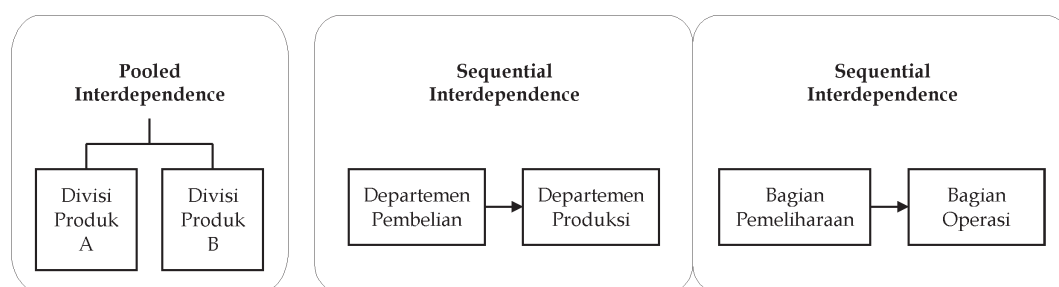 Pooled
Interdependence
Divisi
Produk
A
Divisi
Produk
B
Sequential
Interdependence
Departemen
Pembelian
Departemen
Produksi
Sequential
Interdependence
Bagian
Pemeliharaan
Bagian
Operasi